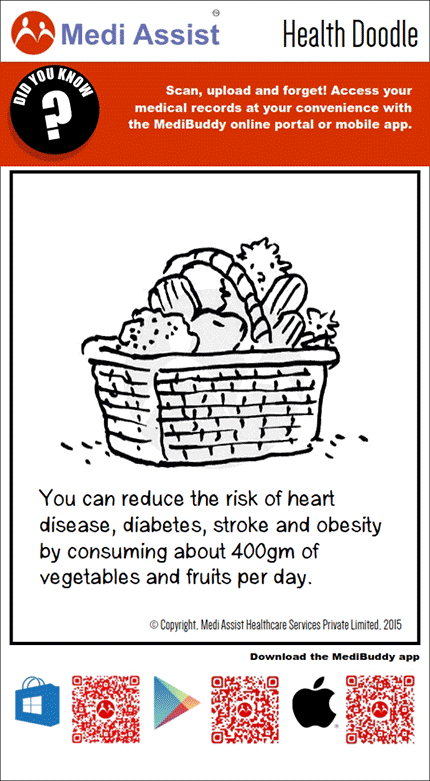 Medi Assist
Health Doodle
DID YOU KNOW
?
Scan, upload and forget! Access your
medical records at your convenience with
the MediBuddy online portal or mobile app.
You can reduce the risk of heart
disease, diabetes, stroke and obesity
by consuming about 400gm of
vegetables and fruits per day.
© Copyright. Medi Assist Healthcare Services Private Limited. 2015
Download the MediBuddy app